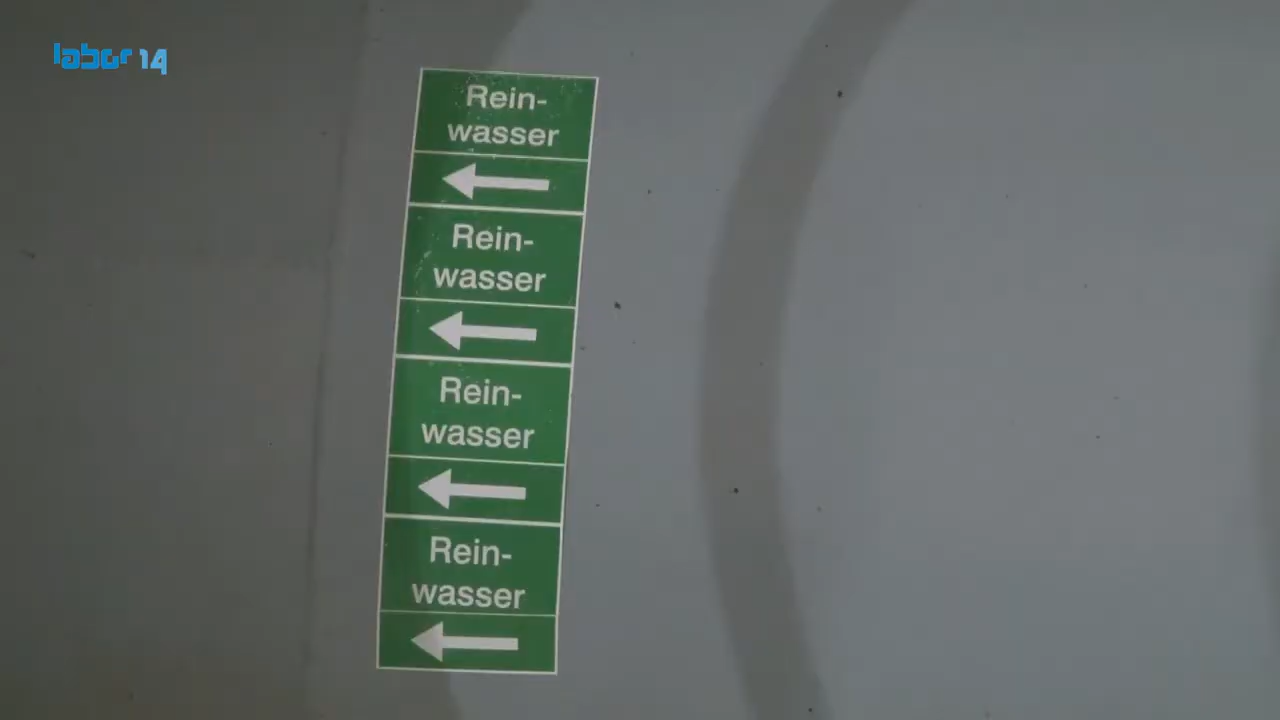 labor 14
Rein-
wasser
Rein-
wasser
Rein-
wasser
Rein-
wasser